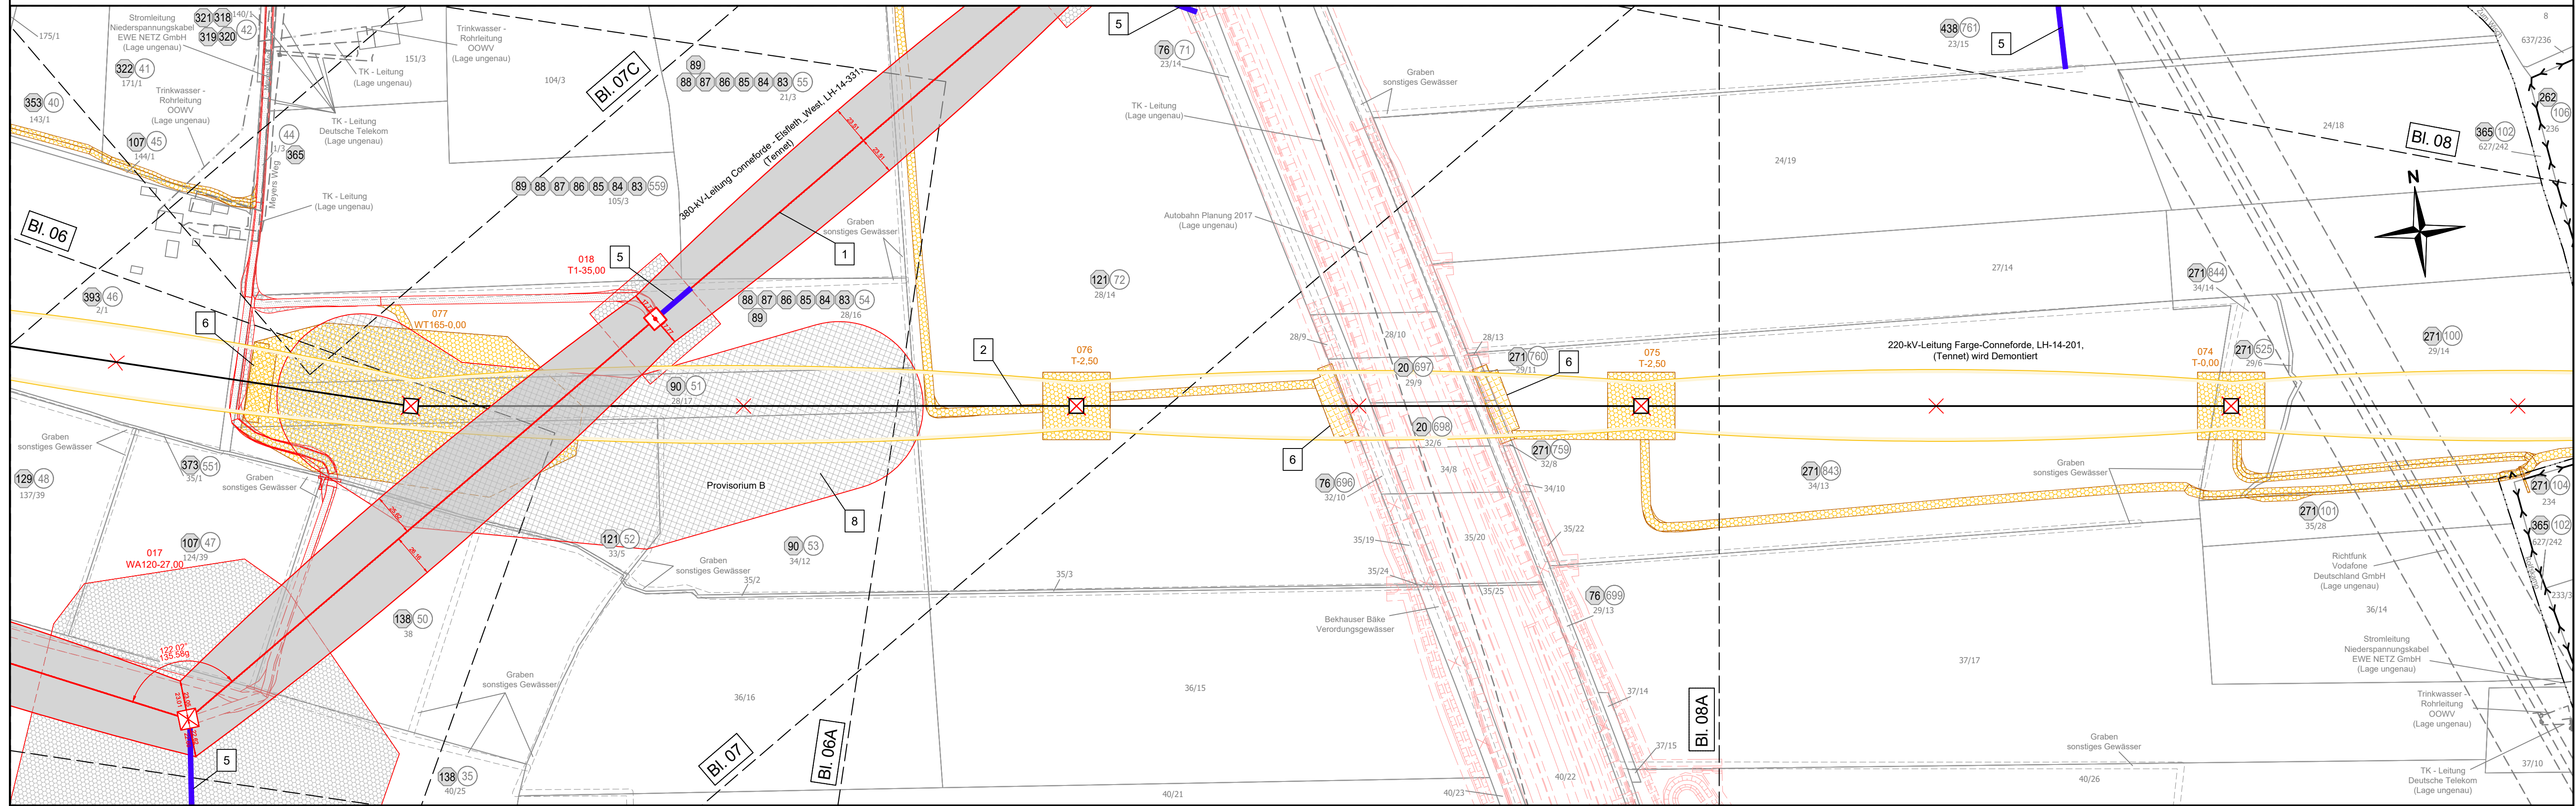 175/1
Stromleitung
Niederspannungskabel
EWE NETZ GmbH
(Lage ungenau)
321 318 140/1
319 320 42
322 41
171/1
353 40
143/1
Trinkwasser -
Rohrleitung
OOWV
(Lage ungenau)
107 45
144/1
44
1/3
365
Meyers Weg
TK - Leitung
(Lage ungenau)
151/3
TK - Leitung
Deutsche Telekom
(Lage ungenau)
TK - Leitung
(Lage ungenau)
Trinkwasser -
Rohrleitung
OOWV
(Lage ungenau)
104/3
Bl. 07C
89
88 87 86 85 84 83 55
21/3
89 88 87 86 85 84 83 559
105/3
380-kV-Leitung Conneforde - Elsfleth_West, LH-14-331,
(Tennet)
23.91
23.91
Graben
sonstiges Gewässer
1
5
018
T1-35,00
88 87 86 85 84 83 54
28/16
89
Bl. 06
393 46
2/1
6
077
WT165-0,00
90 51
28/17
2
076
T-2,50
121 72
28/14
5
76 71
23/14
TK - Leitung
(Lage ungenau)
Autobahn Planung 2017
(Lage ungenau)
Graben
sonstiges Gewässer
28/9
28/10
28/13
20 697
29/9
271 760
29/11
6
20 698
32/6
271 759
32/8
6
76 696
32/10
34/8
34/10
35/22
35/19
35/20
35/24
35/25
Bekhauser Bäke
Verordungsgewässer
76 699
29/13
37/14
37/15
40/22
40/23
40/21
075
T-2,50
438 761
23/15
5
24/19
24/18
Bl. 08
27/14
220-kV-Leitung Farge-Conneforde, LH-14-201,
(Tennet) wird Demontiert
271 844
34/14
074
T-0,00
271 525
29/6
271 100
29/14
N
8
637/236
262
106
236
365 102
627/242
271 843
34/13
Graben
sonstiges Gewässer
271 104
234
271 101
35/28
365 102
627/242
Richtfunk
Vodafone
Deutschland GmbH
(Lage ungenau)
233/3
36/14
Stromleitung
Niederspannungskabel
EWE NETZ GmbH
(Lage ungenau)
37/17
Trinkwasser -
Rohrleitung
OOWV
(Lage ungenau)
Graben
sonstiges Gewässer
37/10
TK - Leitung
Deutsche Telekom
(Lage ungenau)
40/26
Bl. 08A
Graben
sonstiges Gewässer
129 48
137/39
373 551
35/1
Graben
sonstiges Gewässer
107 47
124/39
017
WA120-27,00
122.02°
135.58g
138 50
38
Provisorium B
8
121 52
33/5
90 53
34/12
Graben
sonstiges Gewässer
35/2
35/3
36/16
36/15
Graben
sonstiges Gewässer
5
138 35
40/25
Bl. 07
Bl. 06A